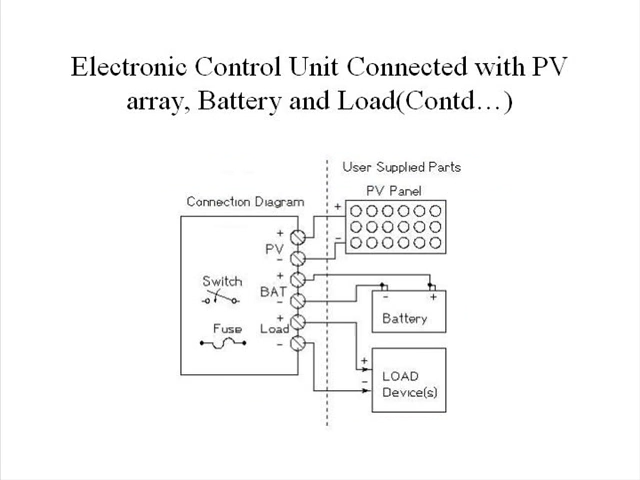 Electronic Control Unit Connected with PV
array, Battery and Load(Contd…)
User Supplied Parts
PV Panel
Connection Diagram
+
+
PV
-
-
+
Switch
BAT
-
- +
Battery
+
Fuse
Load
-
+
-
LOAD
Device(s)